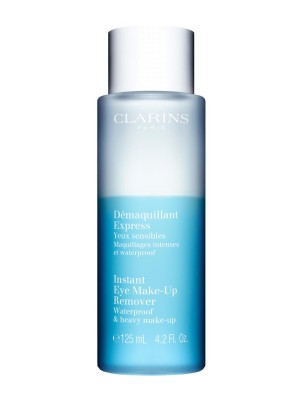 CLARINS
PARIS
Démaquillant
Express
Yeux sensibles
Maquillages intenses
et waterproof
Instant
Eye Make-Up
Remover
Waterproof
& heavy make-up
℮125 mL 4.2 Fl. Oz.